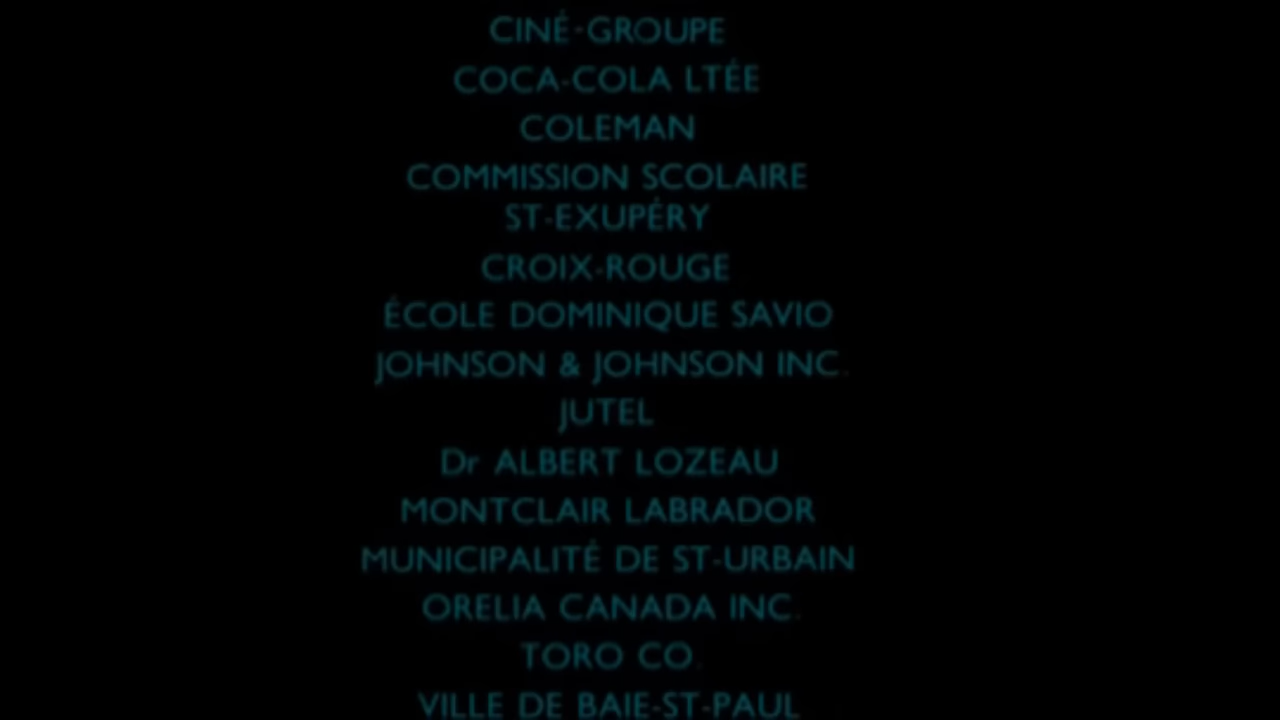 CINÉ-GROUPE
COCA-COLA LTÉE
COLEMAN
COMMISSION SCOLAIRE
ST-EXUPÉRY
CROIX-ROUGE
ÉCOLE DOMINIQUE SAVIO
JOHNSON & JOHNSON INC.
JUTEL
Dr ALBERT LOZEAU
MONTCLAIR LABRADOR
MUNICIPALITÉ DE ST-URBAIN
ORELIA CANADA INC.
TORO CO.
VILLE DE BAIE-ST-PAUL